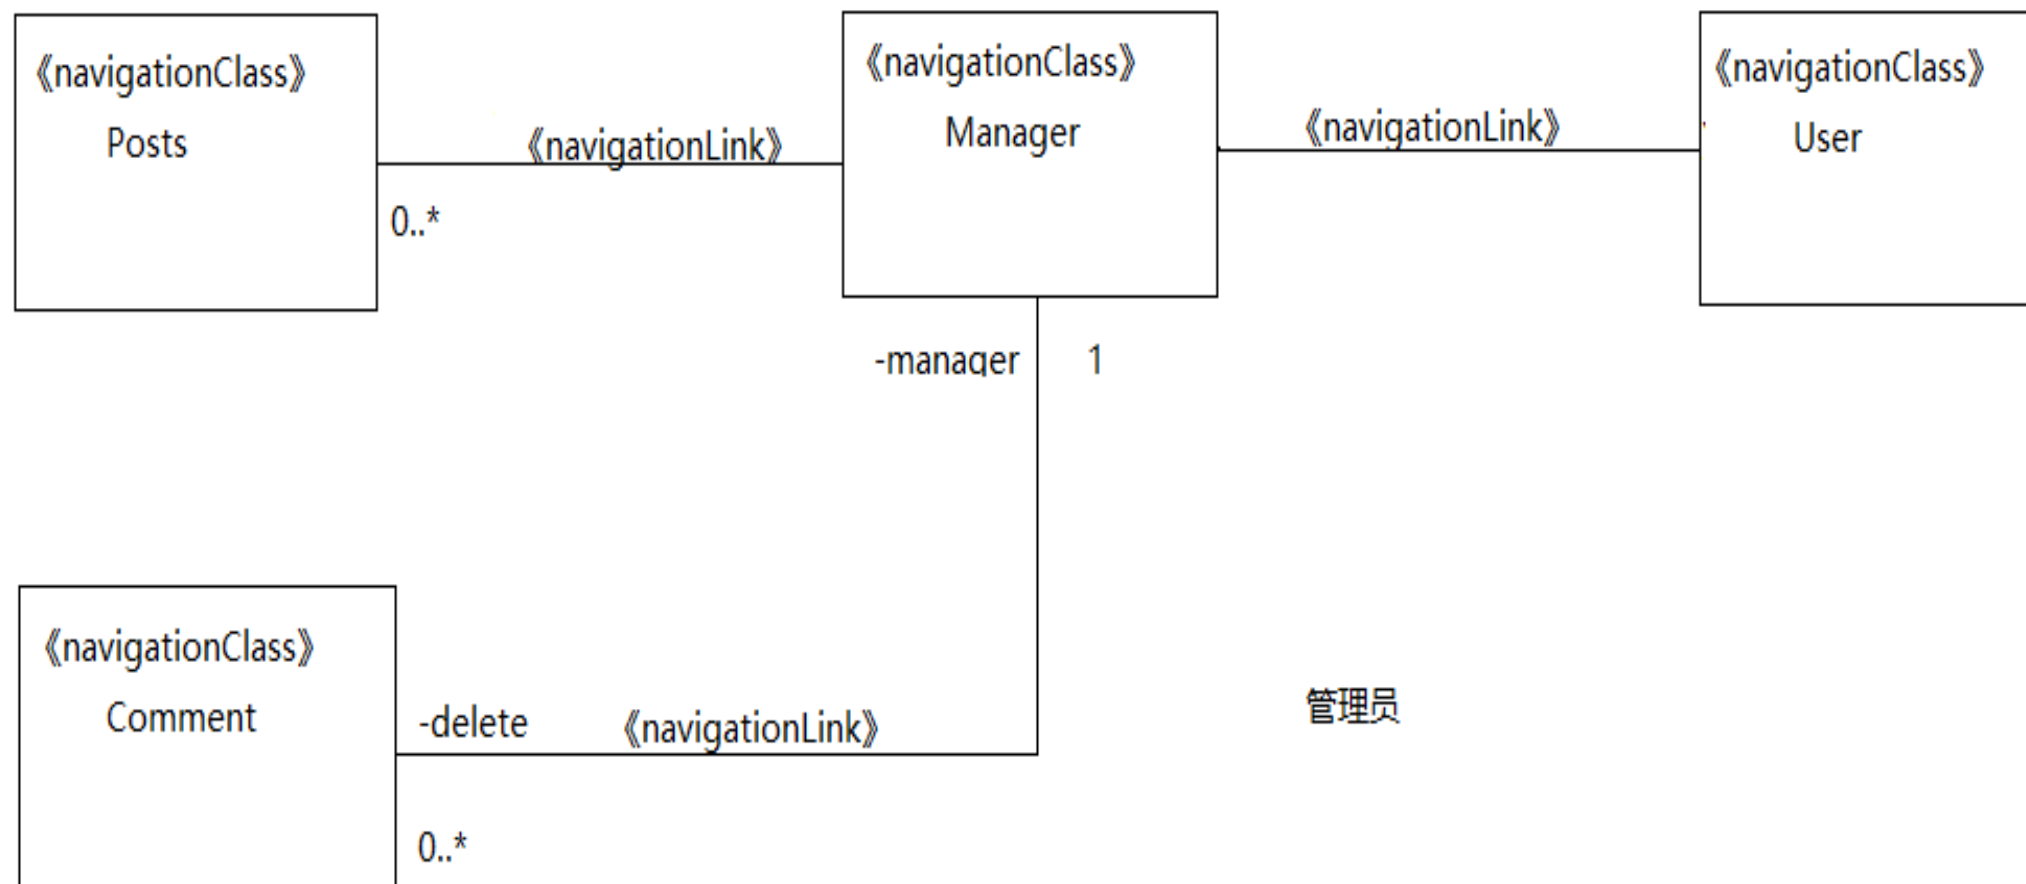 《navigationClass》
Posts
《navigationLink》
0..*
《navigationClass》
Manager
《navigationLink》
《navigationClass》
User
-manager
1
《navigationClass》
Comment
-delete
《navigationLink》
0..*
管理员